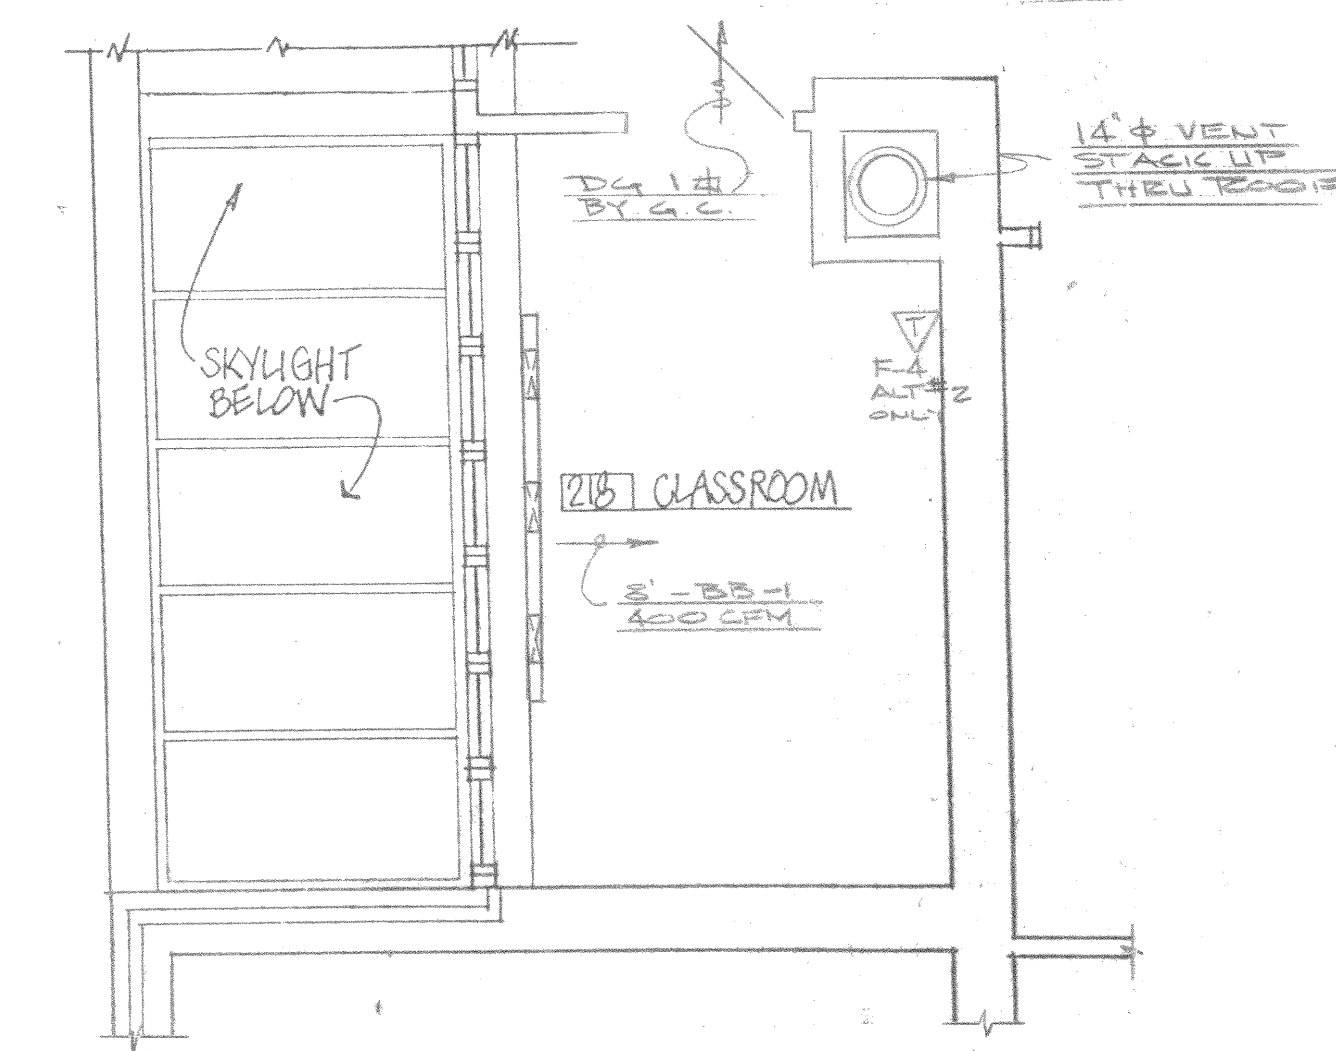 14"ϕ VENT
STACK UP
THRU ROOF
DG 1
BY G.C.
T
F-4
ALT #2
ONLY
SKYLIGHT
BELOW
218 CLASSROOM
8' - BB-1
400 CFM